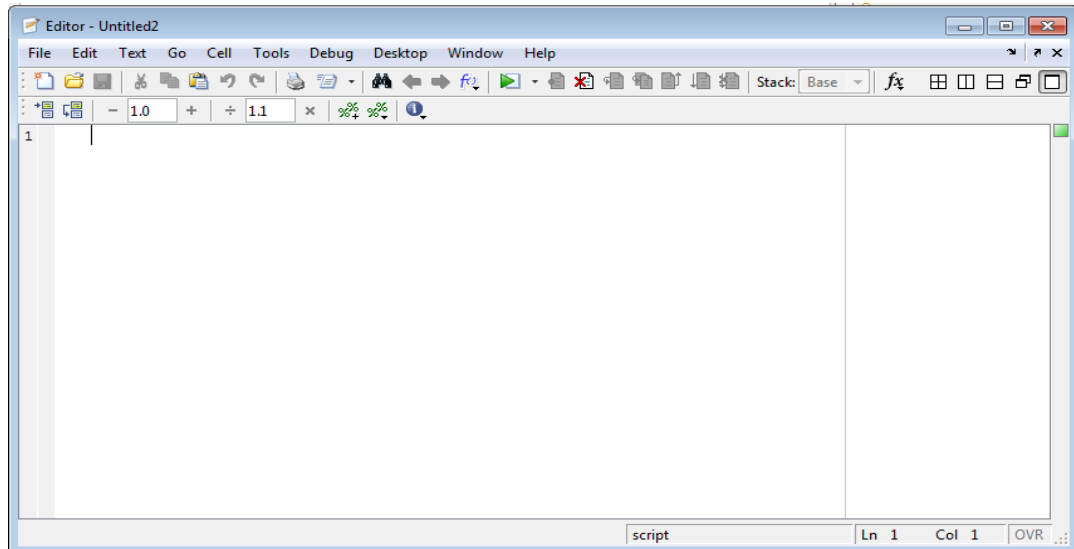 Editor - Untitled2
File Edit Text Go Cell Tools Debug Desktop Window Help
Stack: Base fx
− 1.0 + ÷ 1.1 ×
1
script Ln 1 Col 1 OVR